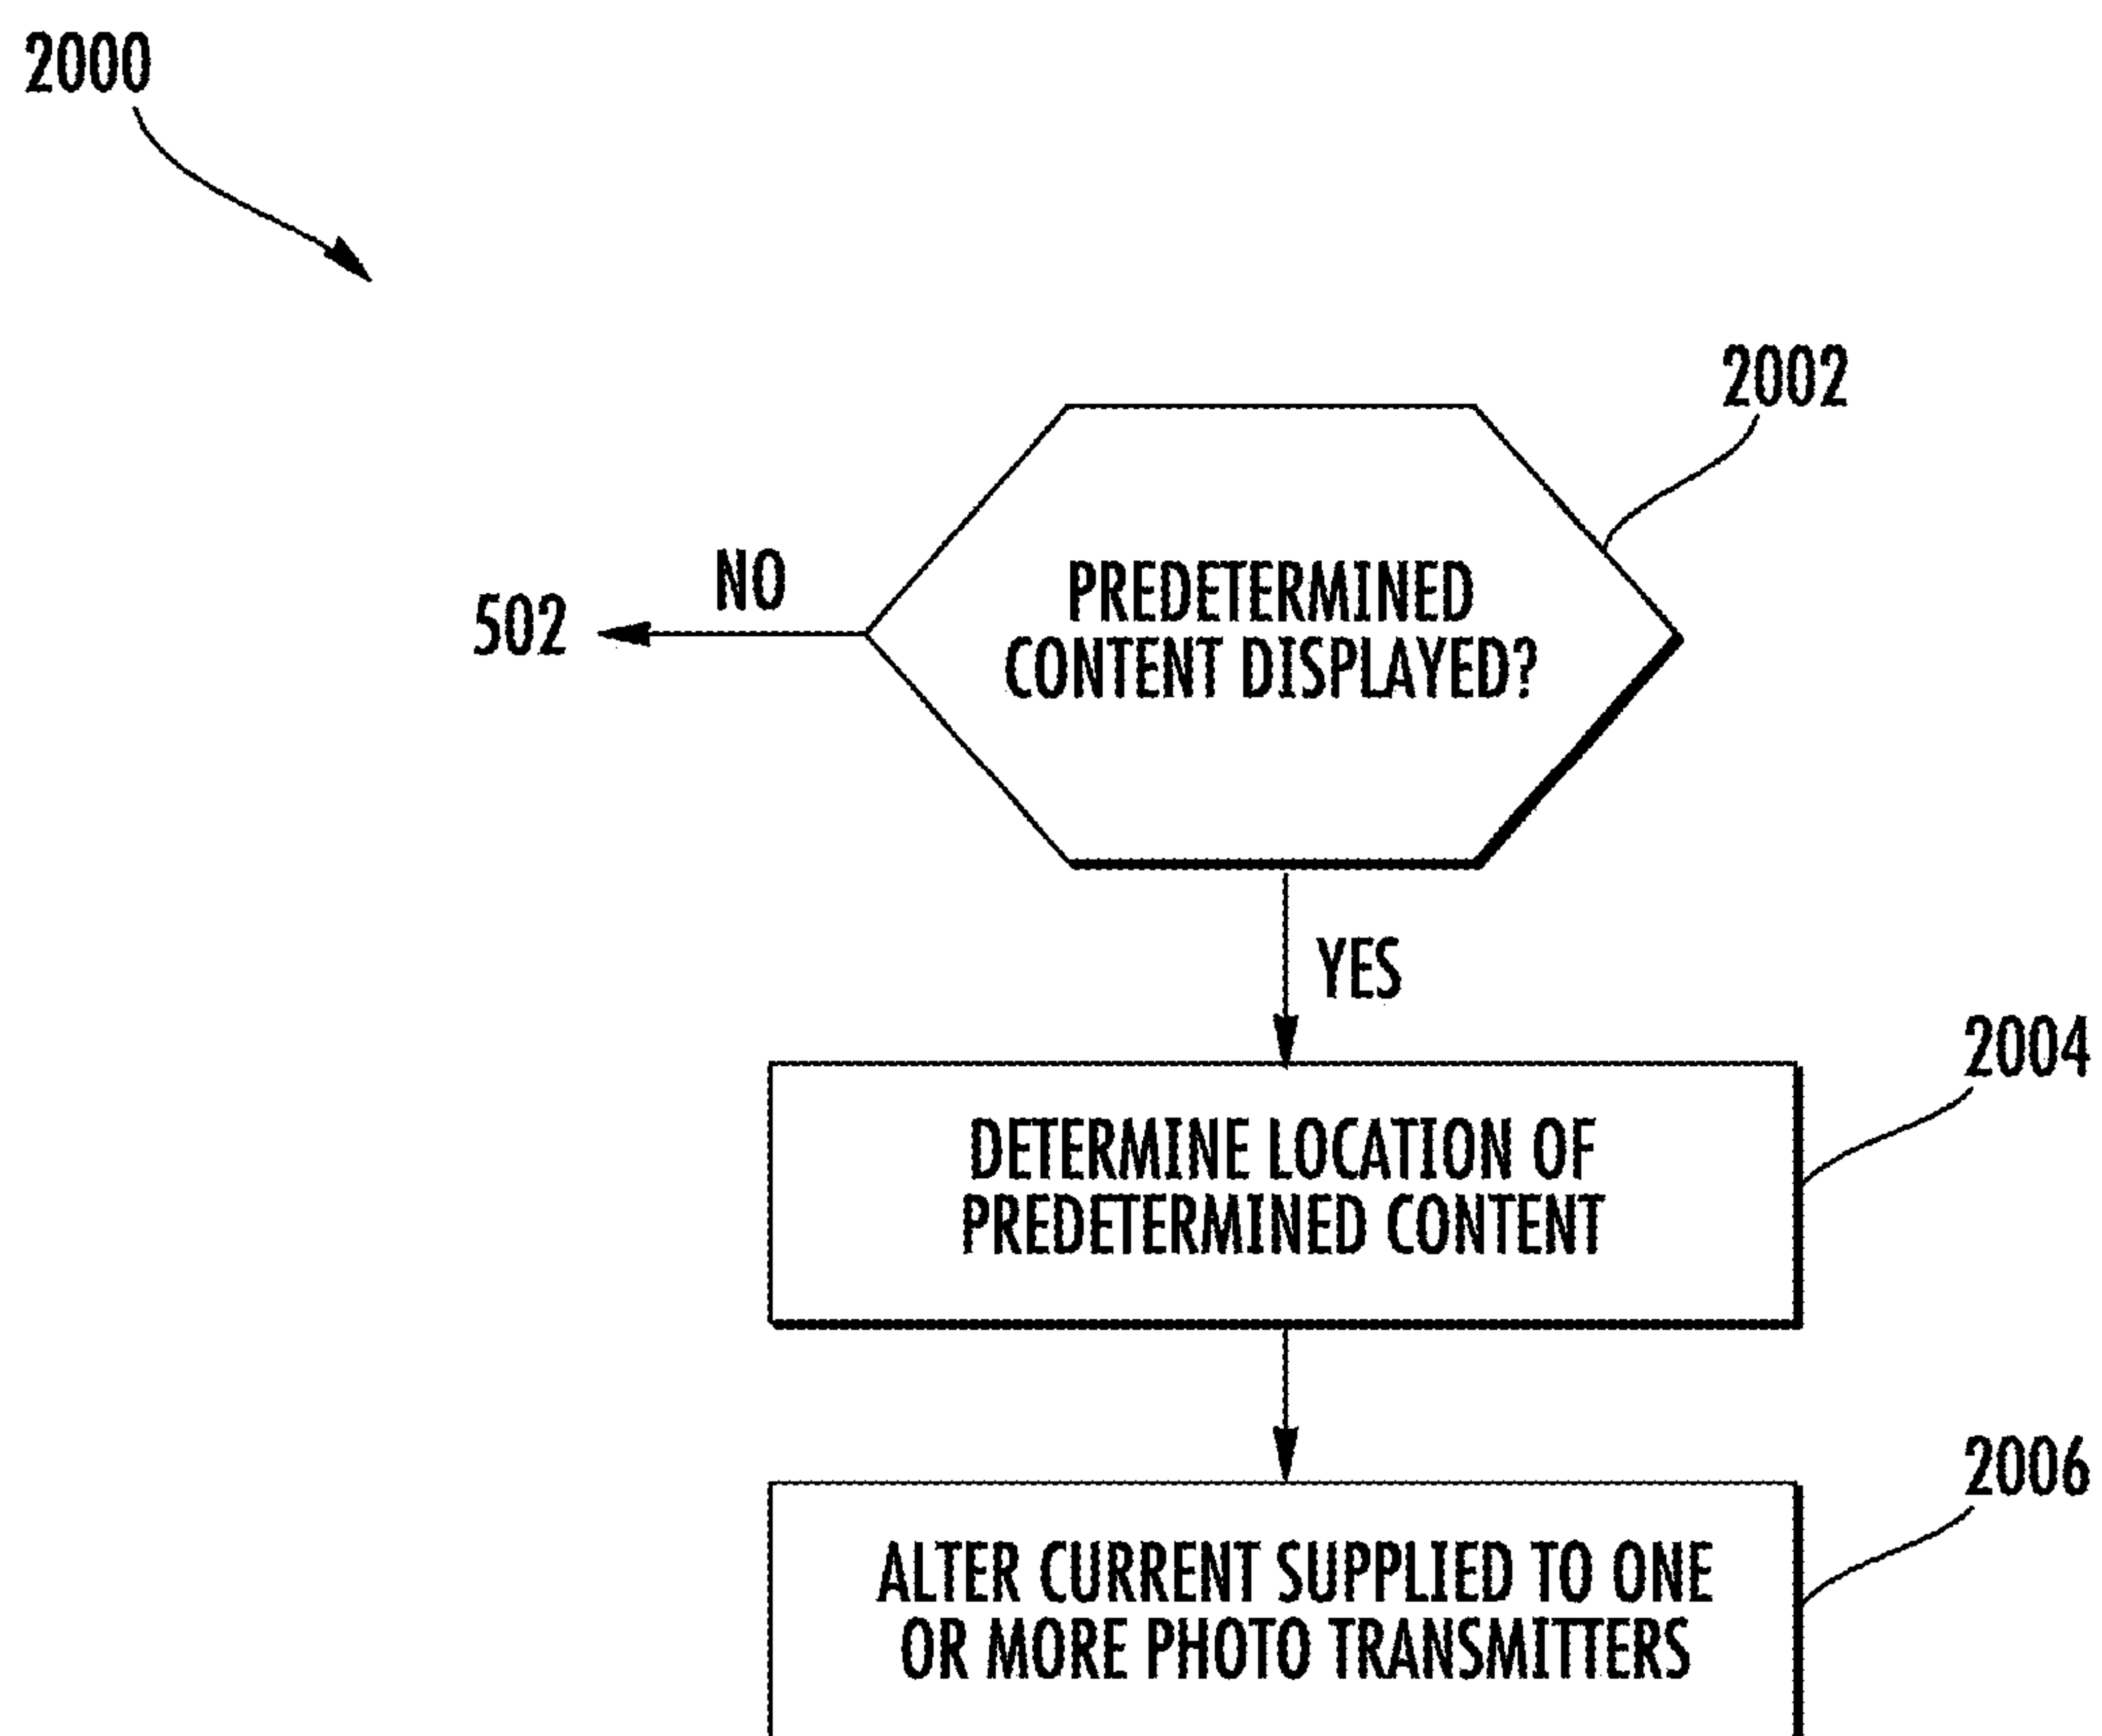 2000
2002
PREDETERMINED
CONTENT DISPLAYED?
NO
502
YES
2004
DETERMINE LOCATION OF
PREDETERMINED CONTENT
2006
ALTER CURRENT SUPPLIED TO ONE
OR MORE PHOTO TRANSMITTERS